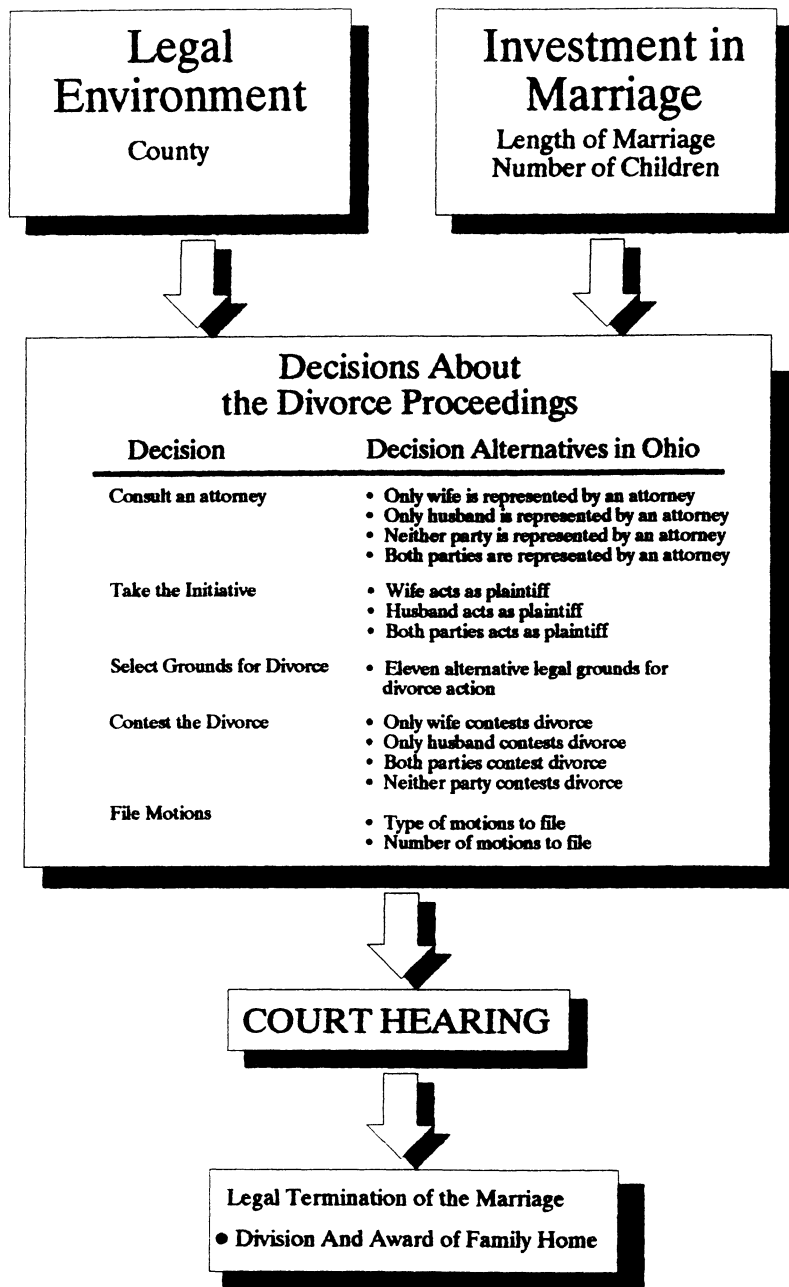 Legal
Environment
County
Investment in
Marriage
Length of Marriage
Number of Children
Decisions About
the Divorce Proceedings
Decision
Decision Alternatives in Ohio
Consult an attorney
• Only wife is represented by an attorney
• Only husband is represented by an attorney
• Neither party is represented by an attorney
• Both parties are represented by an attorney
Take the Initiative
• Wife acts as plaintiff
• Husband acts as plaintiff
• Both parties acts as plaintiff
Select Grounds for Divorce
• Eleven alternative legal grounds for
divorce action
Contest the Divorce
• Only wife contests divorce
• Only husband contests divorce
• Both parties contest divorce
• Neither party contests divorce
File Motions
• Type of motions to file
• Number of motions to file
COURT HEARING
Legal Termination of the Marriage
• Division And Award of Family Home